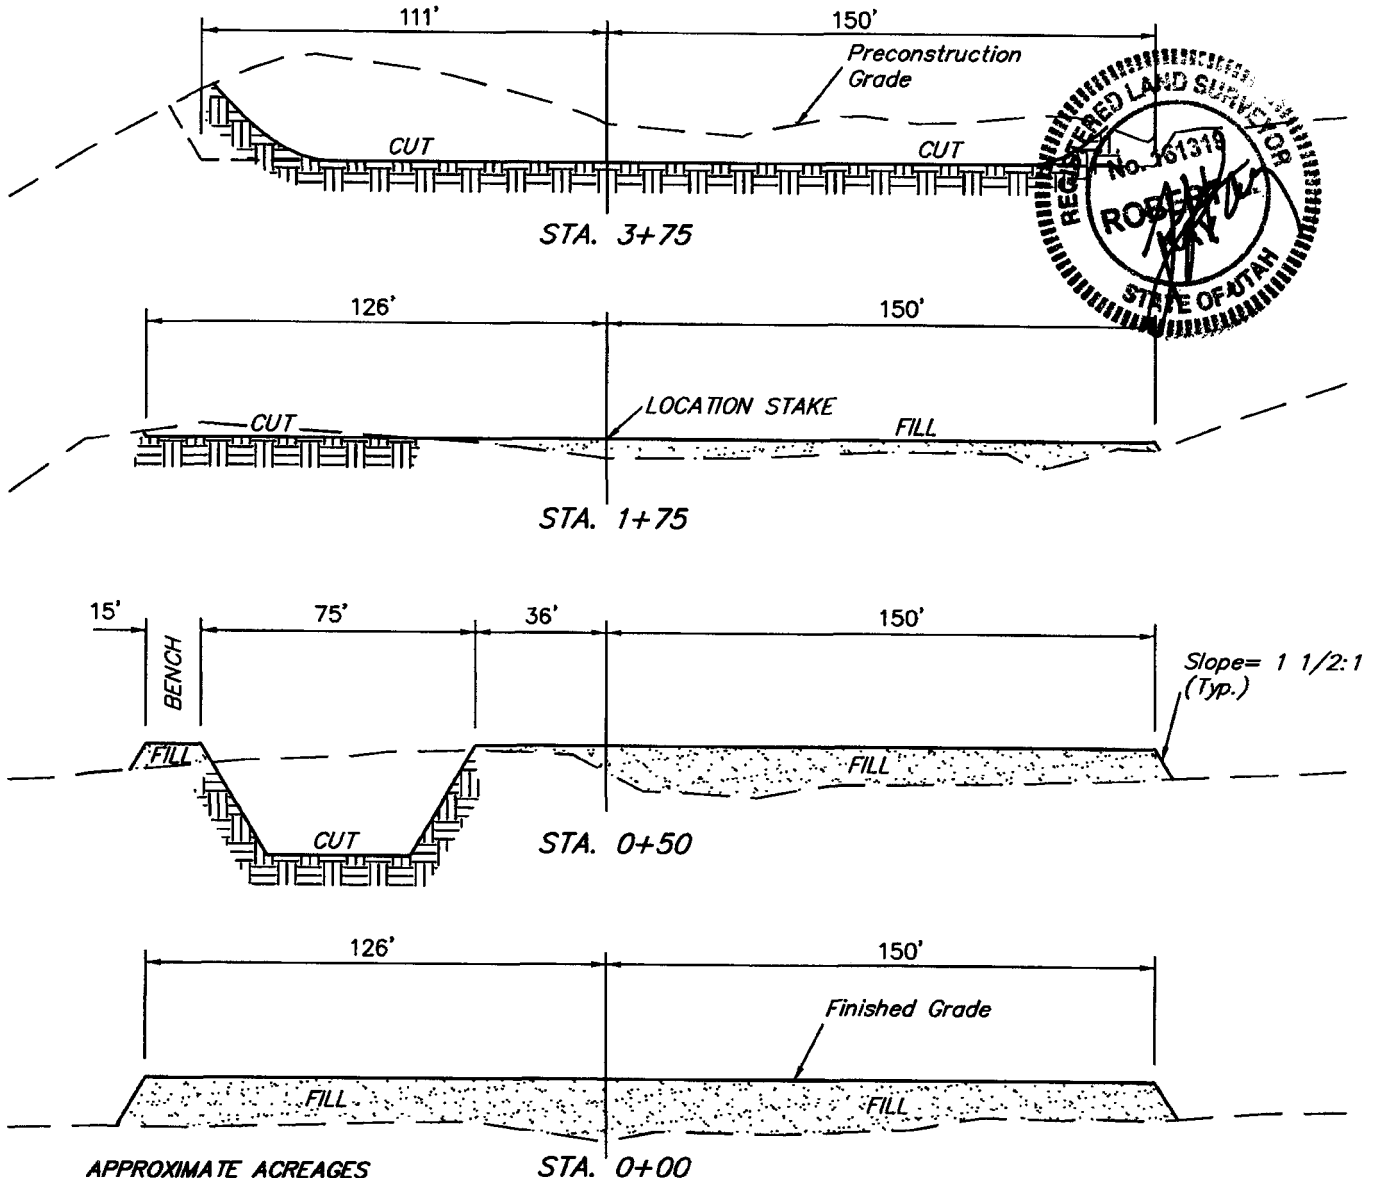 111' 150'
Preconstruction
Grade
CUT CUT
STA. 3+75
REGISTERED LAND SURVEYOR
No. 161319
ROBERT
KAY
STATE OF UTAH
126' 150'
CUT
LOCATION STAKE
FILL
STA. 1+75
15' 75' 36' 150'
BENCH
Slope= 1 1/2:1
(Typ.)
FILL
FILL
CUT
STA. 0+50
126' 150'
Finished Grade
FILL FILL
APPROXIMATE ACREAGES
STA. 0+00